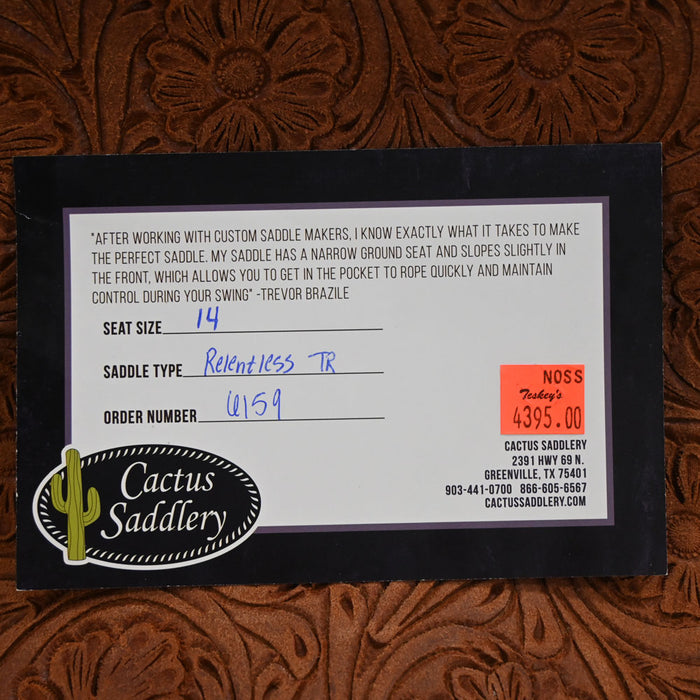 "AFTER WORKING WITH CUSTOM SADDLE MAKERS, I KNOW EXACTLY WHAT IT TAKES TO MAKE
THE PERFECT SADDLE. MY SADDLE HAS A NARROW GROUND SEAT AND SLOPES SLIGHTLY IN
THE FRONT, WHICH ALLOWS YOU TO GET IN THE POCKET TO ROPE QUICKLY AND MAINTAIN
CONTROL DURING YOUR SWING" -TREVOR BRAZILE
SEAT SIZE 14
SADDLE TYPE Relentless TR
ORDER NUMBER 6159
NOSS
Teskey's
4395.00
CACTUS SADDLERY
2391 HWY 69 N.
GREENVILLE, TX 75401
903-441-0700 866-605-6567
CACTUSSADDLERY.COM
Cactus
Saddlery